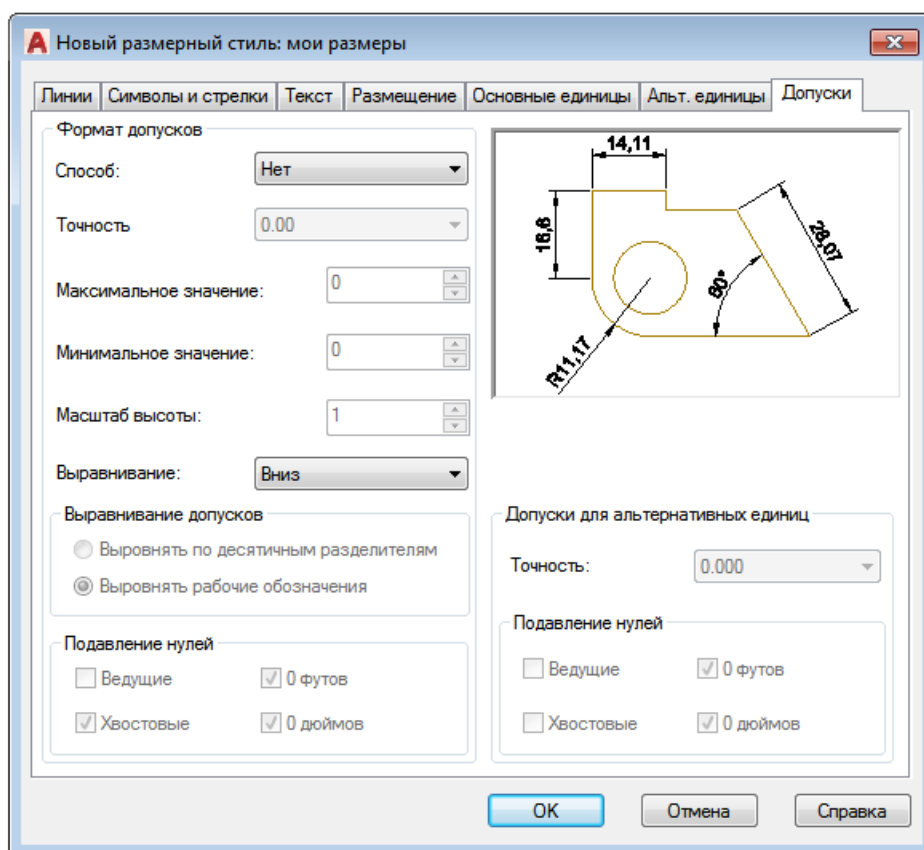 Новый размерный стиль: мои размеры
Линии Символы и стрелки Текст Размещение Основные единицы Альт. единицы Допуски
Формат допусков
Способ: Нет
Точность 0.00
Максимальное значение: 0
Минимальное значение: 0
Масштаб высоты: 1
Выравнивание: Вниз
Выравнивание допусков
Выровнять по десятичным разделителям
Выровнять рабочие обозначения
Подавление нулей
Ведущие 0 футов
Хвостовые 0 дюймов
14,11
16,6
28,07
60°
R11,17
Допуски для альтернативных единиц
Точность: 0.000
Подавление нулей
Ведущие 0 футов
Хвостовые 0 дюймов
OK Отмена Справка